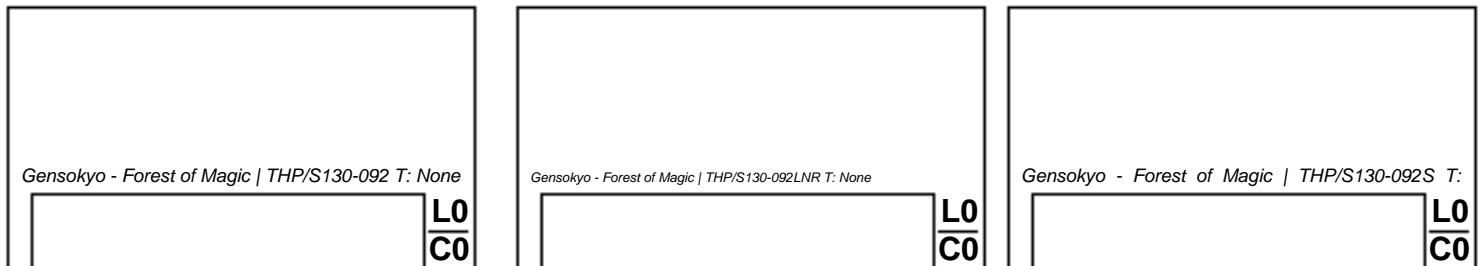 Gensokyo - Forest of Magic | THP/S130-092 T: None
L0
C0
Gensokyo - Forest of Magic | THP/S130-092LNR T: None
L0
C0
Gensokyo - Forest of Magic | THP/S130-092S T:
L0
C0